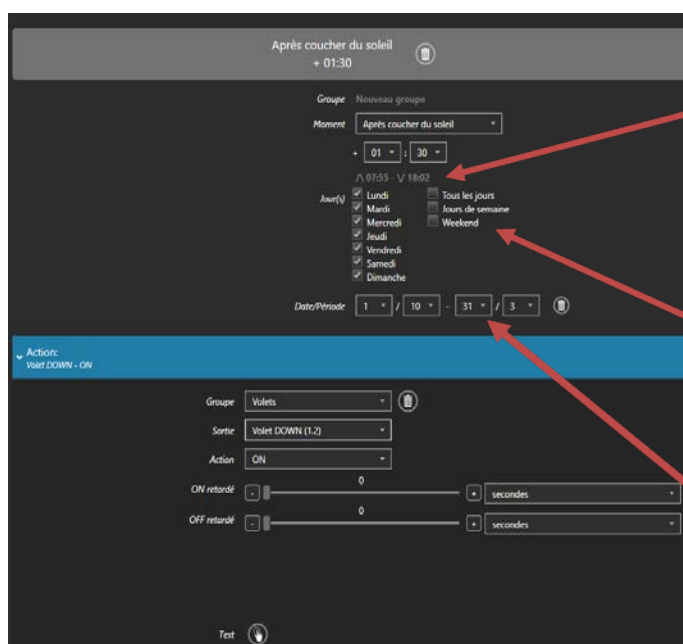 Après coucher du soleil
+ 01:30
Groupe Nouveau groupe
Moment Après coucher du soleil
+ 01 : 30
07:55 - 18:02
Jour(s) Lundi Tous les jours
Mardi Jours de semaine
Mercredi Weekend
Jeudi
Vendredi
Samedi
Dimanche
Date/Période 1 / 10 - 31 / 3
Action:
Volet DOWN - ON
Groupe Volets
Sortie Volet DOWN (1.2)
Action ON
0
ON retardé - + secondes
0
OFF retardé - + secondes
Test